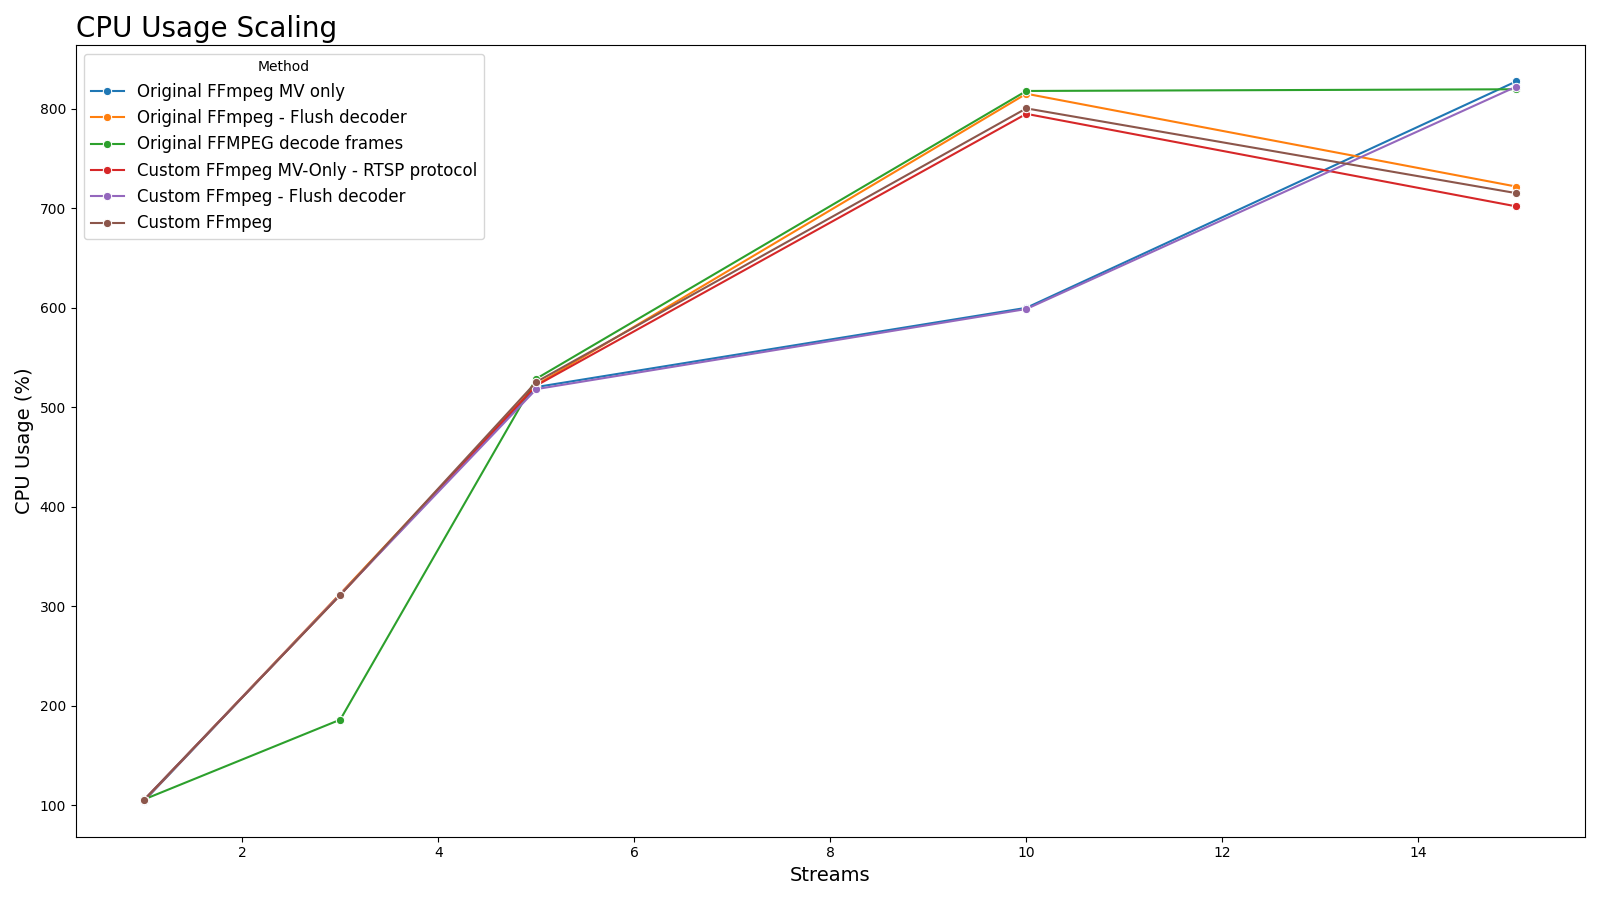 CPU Usage Scaling
Method
Original FFmpeg MV only
Original FFmpeg - Flush decoder
Original FFMPEG decode frames
Custom FFmpeg MV-Only - RTSP protocol
Custom FFmpeg - Flush decoder
Custom FFmpeg
CPU Usage (%)
800
700
600
500
400
300
200
100
2 4 6 8 10 12 14
Streams